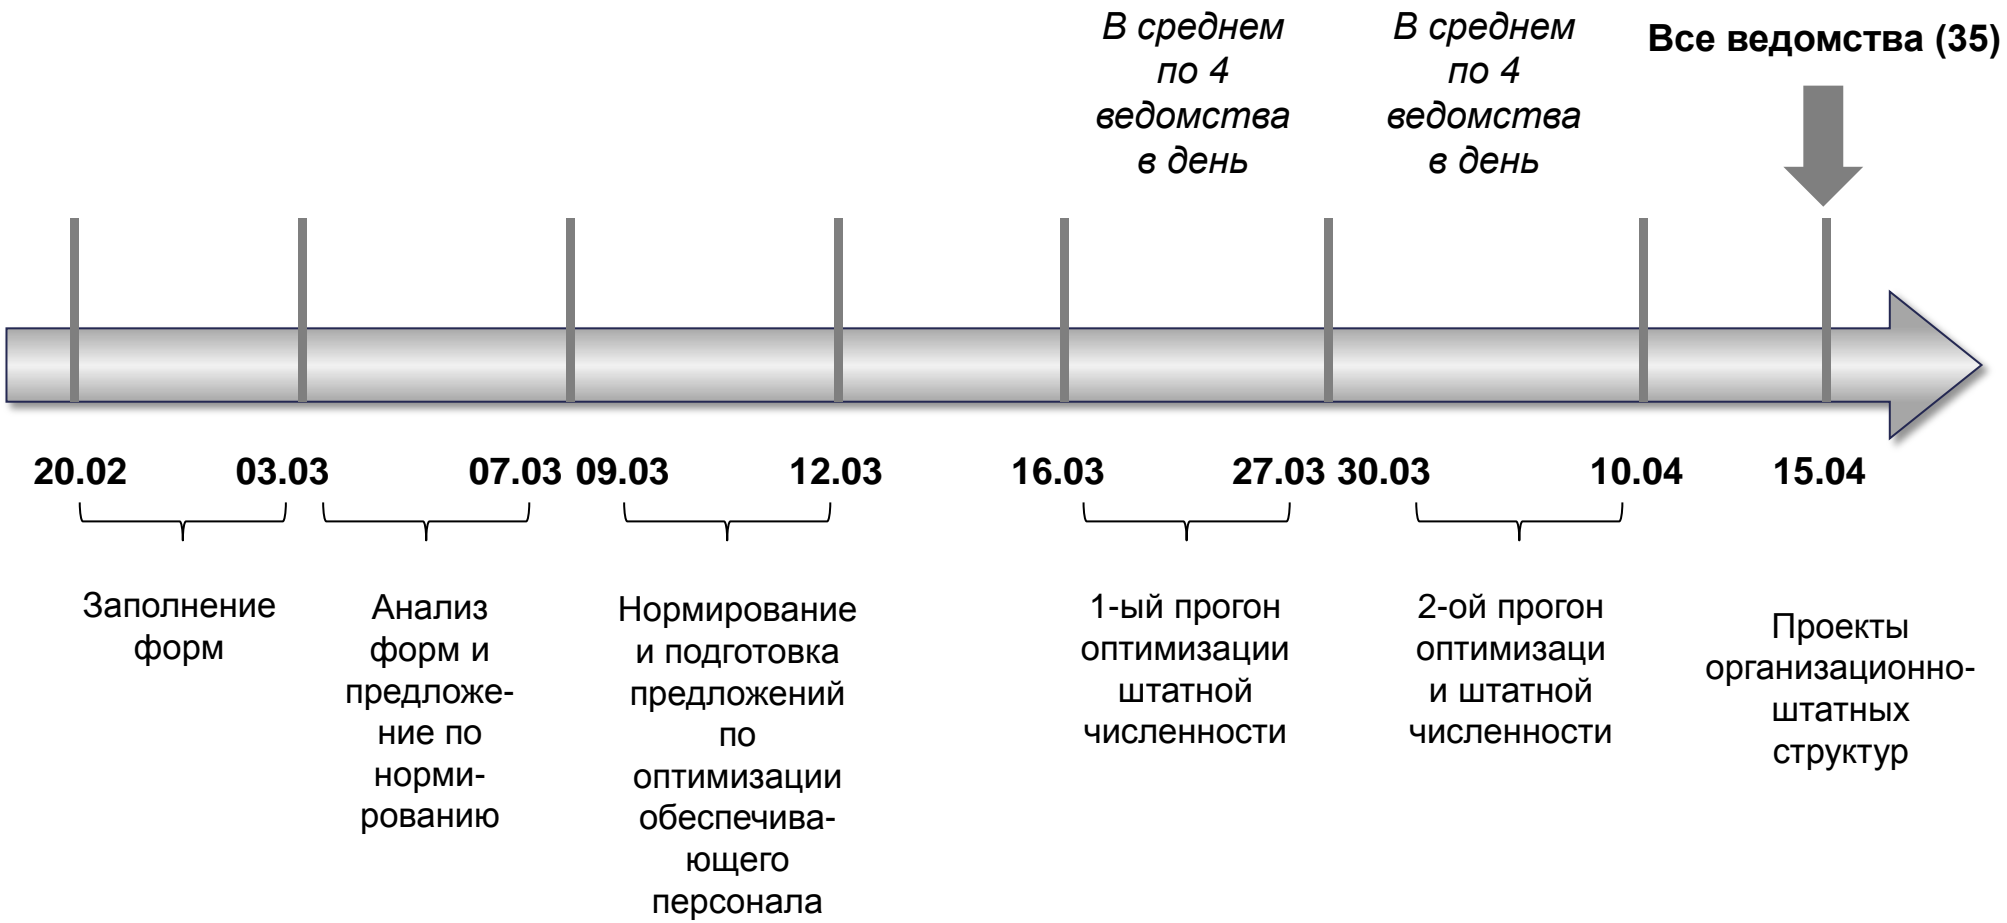 В среднем
по 4
ведомства
в день
В среднем
по 4
ведомства
в день
Все ведомства (35)
20.02
03.03
07.03
09.03
12.03
16.03
27.03
30.03
10.04
15.04
Заполнение
форм
Анализ
форм и
предложе-
ние по
норми-
рованию
Нормирование
и подготовка
предложений
по
оптимизации
обеспечива-
ющего
персонала
1-ый прогон
оптимизации
штатной
численности
2-ой прогон
оптимизаци
и штатной
численности
Проекты
организационно-
штатных
структур